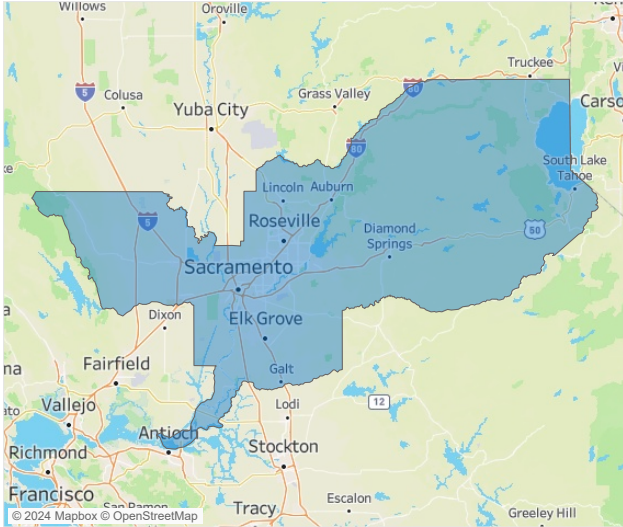 Willows
Oroville
Truckee
5
Colusa
Grass Valley
80
Yuba City
Carso
80
South Lake
Tahoe
Lincoln
Auburn
5
Roseville
Diamond
Springs
50
Sacramento
Dixon
Elk Grove
Fairfield
Galt
Vallejo
Lodi
12
Antioch
Stockton
Richmond
Francisco
San Ramon
Tracy
Escalon
Greeley Hill
© 2024 Mapbox © OpenStreetMap